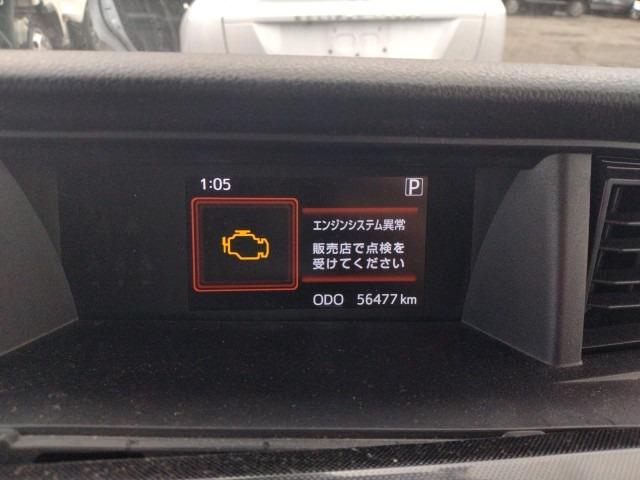 1:05 P
エンジンシステム異常
販売店で点検を
受けてください
ODO 56477 km